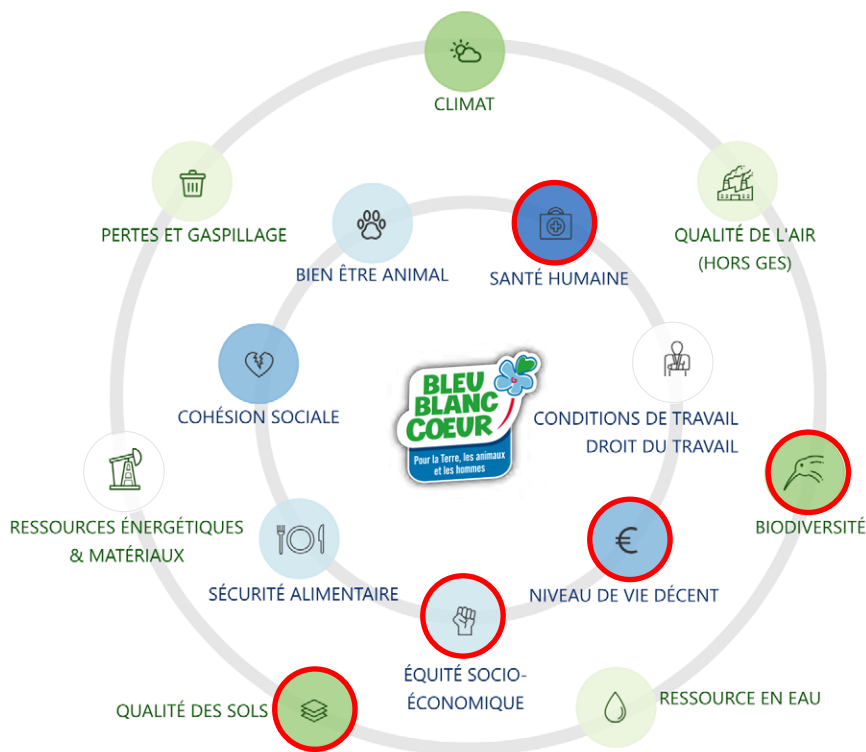 CLIMAT
PERTES ET GASPILLAGE
QUALITÉ DE L'AIR
(HORS GES)
BIEN ÊTRE ANIMAL
SANTÉ HUMAINE
COHÉSION SOCIALE
BLEU
BLANC
COEUR
Pour la Terre, les animaux
et les hommes
CONDITIONS DE TRAVAIL
DROIT DU TRAVAIL
RESSOURCES ÉNERGÉTIQUES
& MATÉRIAUX
BIODIVERSITÉ
SÉCURITÉ ALIMENTAIRE
€
NIVEAU DE VIE DÉCENT
ÉQUITÉ SOCIO-
ÉCONOMIQUE
QUALITÉ DES SOLS
RESSOURCE EN EAU